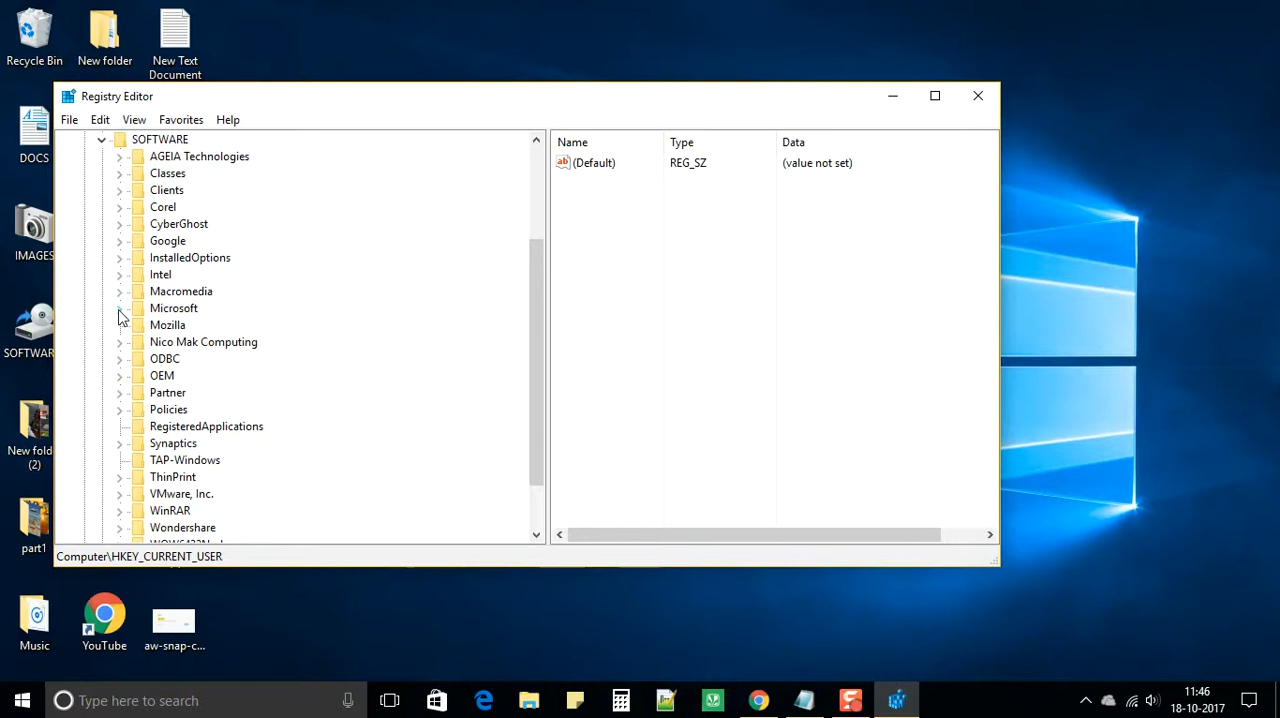 Recycle Bin
New folder
New Text
Document
Registry Editor
File Edit View Favorites Help
DOCS
IMAGES
SOFTWAR
New fold
(2)
part1
SOFTWARE
AGEIA Technologies
Classes
Clients
Corel
CyberGhost
Google
InstalledOptions
Intel
Macromedia
Microsoft
Mozilla
Nico Mak Computing
ODBC
OEM
Partner
Policies
RegisteredApplications
Synaptics
TAP-Windows
ThinPrint
VMware, Inc.
WinRAR
Wondershare
Name Type Data
ab (Default) REG_SZ (value not set)
Computer\HKEY_CURRENT_USER
Music
YouTube
aw-snap-c...
Type here to search
11:46
18-10-2017